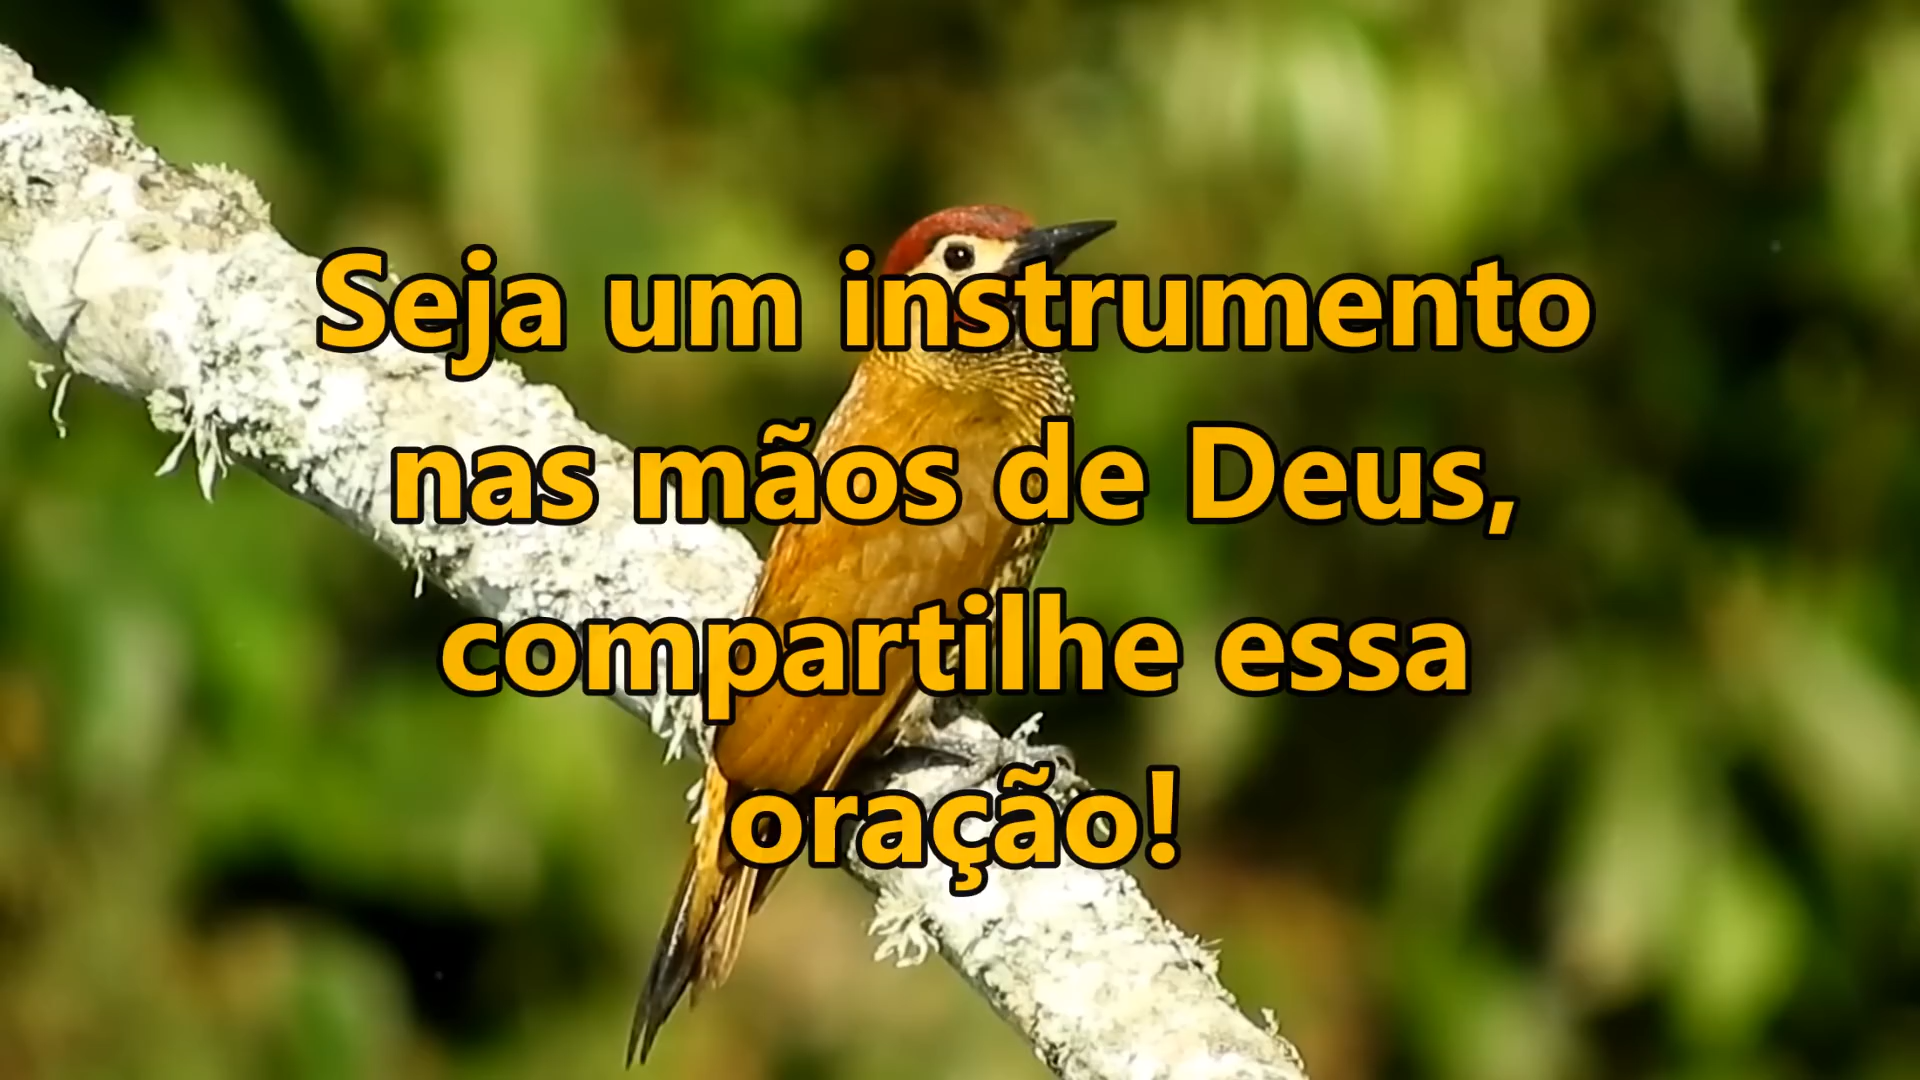 Seja um instrumento
nas mãos de Deus,
compartilhe essa
oração!